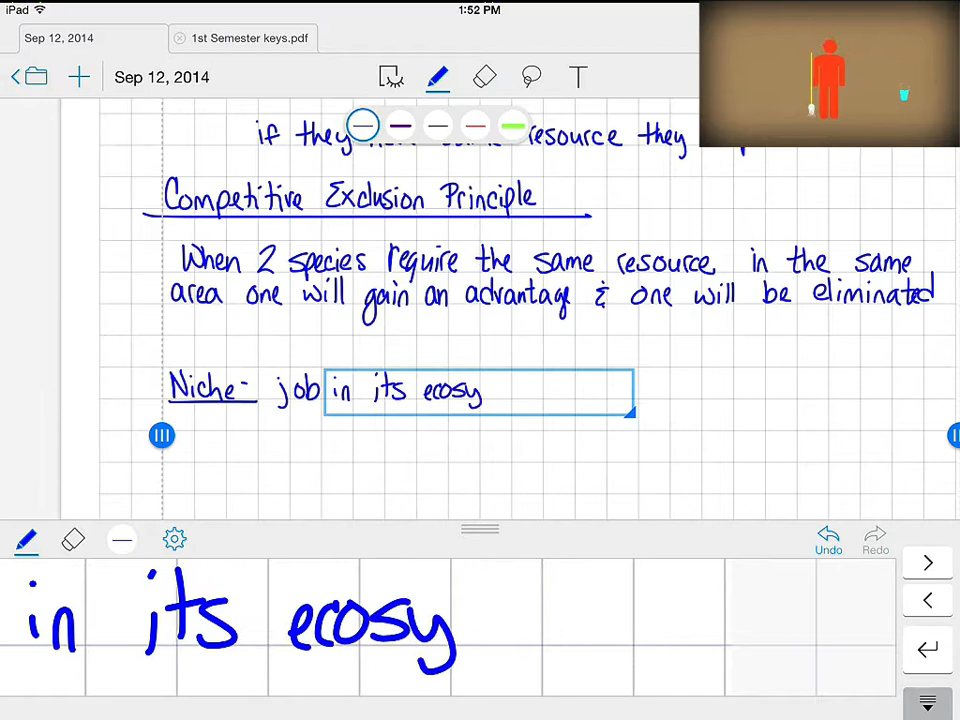 iPad 1:52 PM
Sep 12, 2014 1st Semester keys.pdf
Sep 12, 2014 T
if they resource they
Competitive Exclusion Principle
When 2 species require the same resource in the same
area one will gain an advantage & one will be eliminated
Niche- job in its ecosy
Undo Redo
in its ecosy